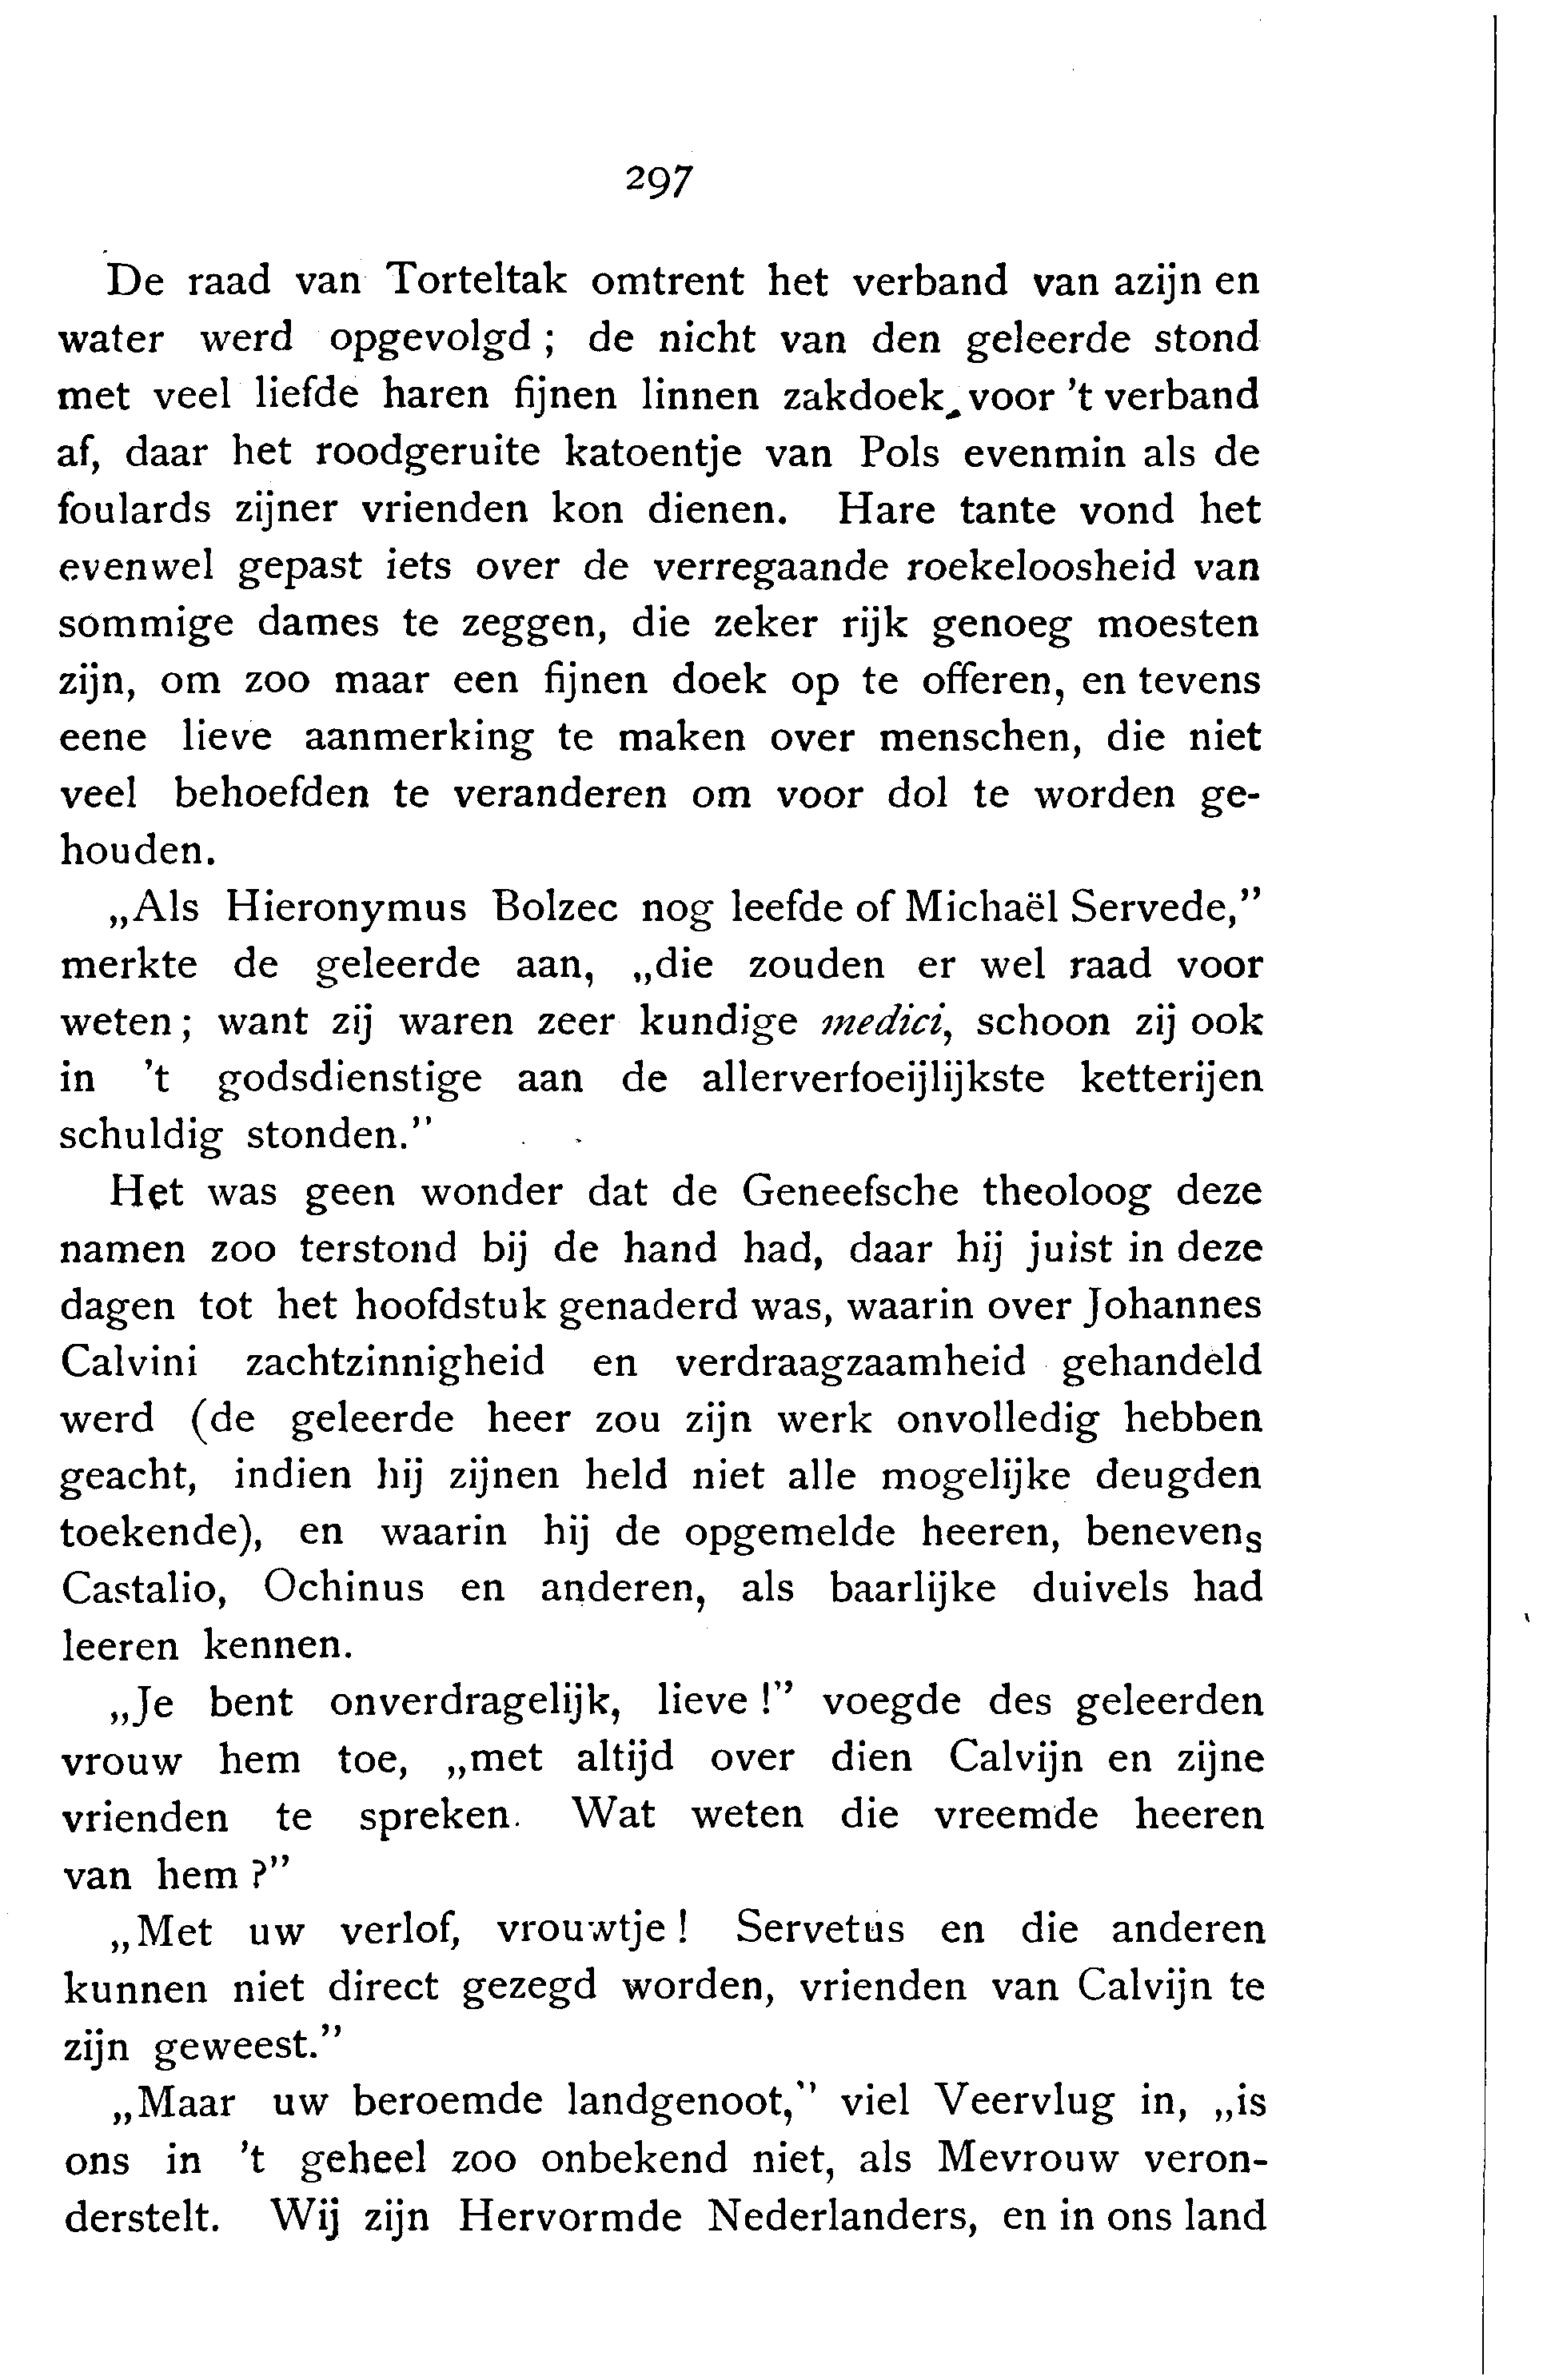 297
De raad van Torteltak omtrent het verband van azijn en
water werd opgevolgd ; de nicht van den geleerde stond
met veel liefde haren fijnen linnen zakdoek voor 't verband
af, daar het roodgeruite katoentje van Pols evenmin als de
foulards zijner vrienden kon dienen. Hare tante vond het
evenwel gepast iets over de verregaande roekeloosheid van
sommige dames te zeggen, die zeker rijk genoeg moesten
zijn, om zoo maar een fijnen doek op te offeren, en tevens
eene lieve aanmerking te maken over menschen, die niet
veel behoefden te veranderen om voor dol te worden ge-
houden.
„Als Hieronymus Bolzec nog leefde of Michaël Servede,”
merkte de geleerde aan, „die zouden er wel raad voor
weten ; want zij waren zeer kundige medici, schoon zij ook
in 't godsdienstige aan de allerverfoeijlijkste ketterijen
schuldig stonden.”
Het was geen wonder dat de Geneefsche theoloog deze
namen zoo terstond bij de hand had, daar hij juist in deze
dagen tot het hoofdstuk genaderd was, waarin over Johannes
Calvini zachtzinnigheid en verdraagzaamheid gehandeld
werd (de geleerde heer zou zijn werk onvolledig hebben
geacht, indien hij zijnen held niet alle mogelijke deugden
toekende), en waarin hij de opgemelde heeren, benevens
Castalio, Ochinus en anderen, als baarlijke duivels had
leeren kennen.
„Je bent onverdragelijk, lieve !” voegde des geleerden
vrouw hem toe, „met altijd over dien Calvijn en zijne
vrienden te spreken. Wat weten die vreemde heeren
van hem ?”
„Met uw verlof, vrouwtje ! Servetus en die anderen
kunnen niet direct gezegd worden, vrienden van Calvijn te
zijn geweest.”
„Maar uw beroemde landgenoot,” viel Veervlug in, „is
ons in 't geheel zoo onbekend niet, als Mevrouw veron-
derstelt. Wij zijn Hervormde Nederlanders, en in ons land